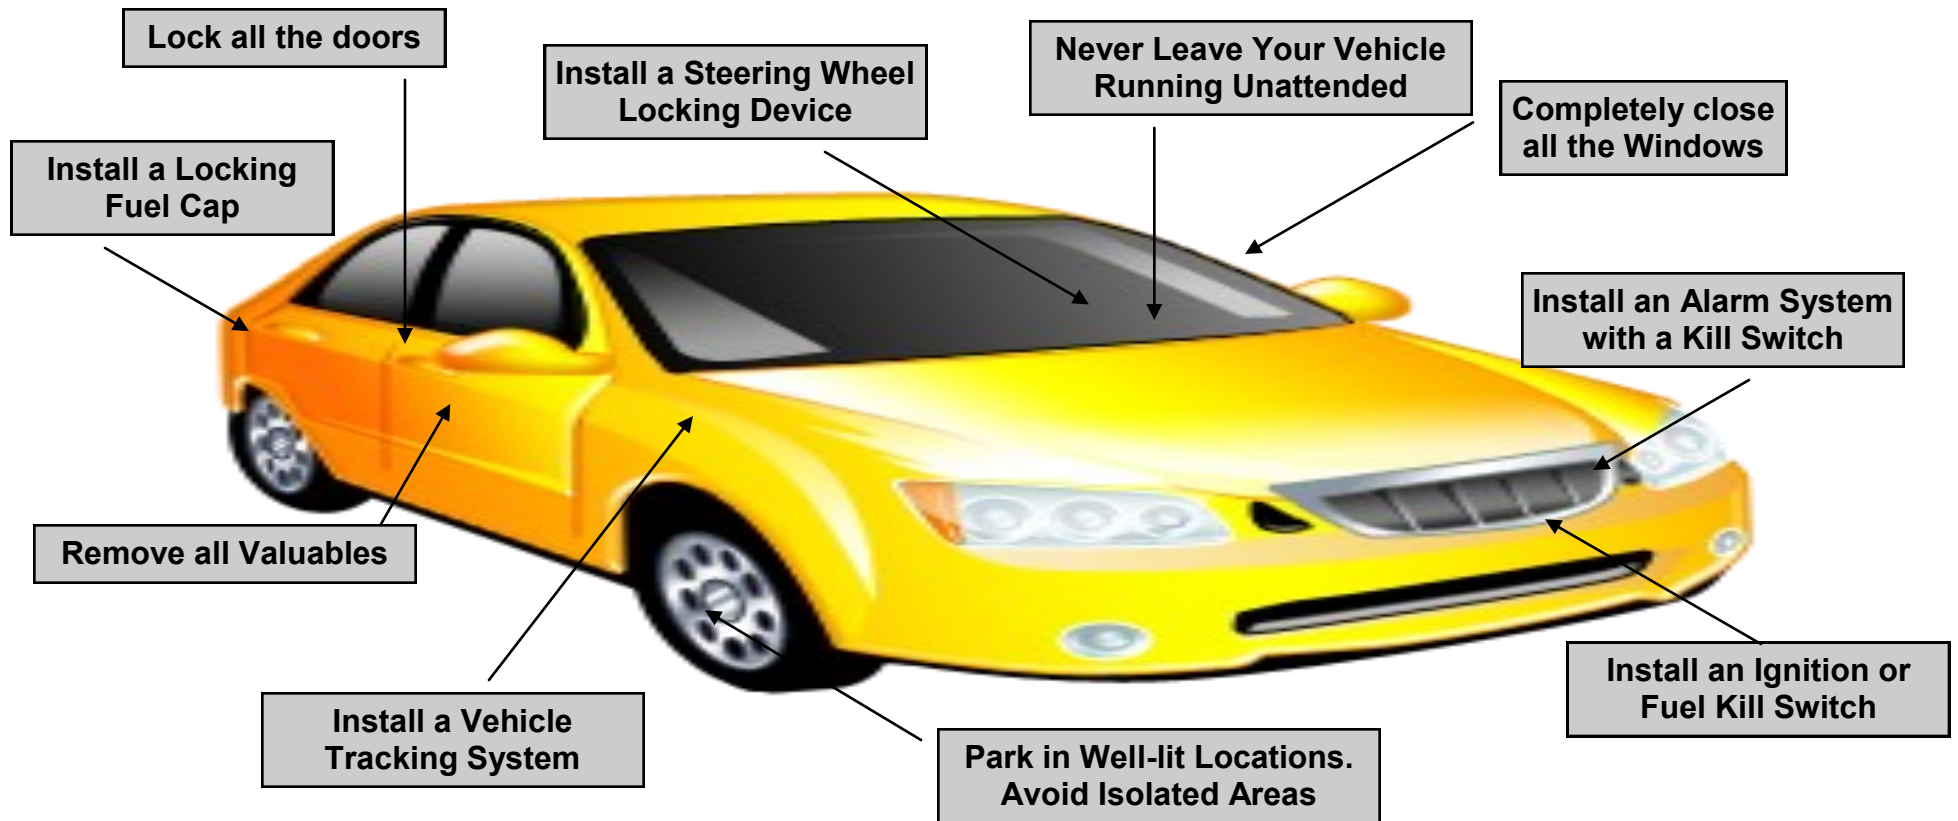 Lock all the doors
Install a Steering Wheel
Locking Device
Never Leave Your Vehicle
Running Unattended
Completely close
all the Windows
Install a Locking
Fuel Cap
Install an Alarm System
with a Kill Switch
Remove all Valuables
Install a Vehicle
Tracking System
Park in Well-lit Locations.
Avoid Isolated Areas
Install an Ignition or
Fuel Kill Switch